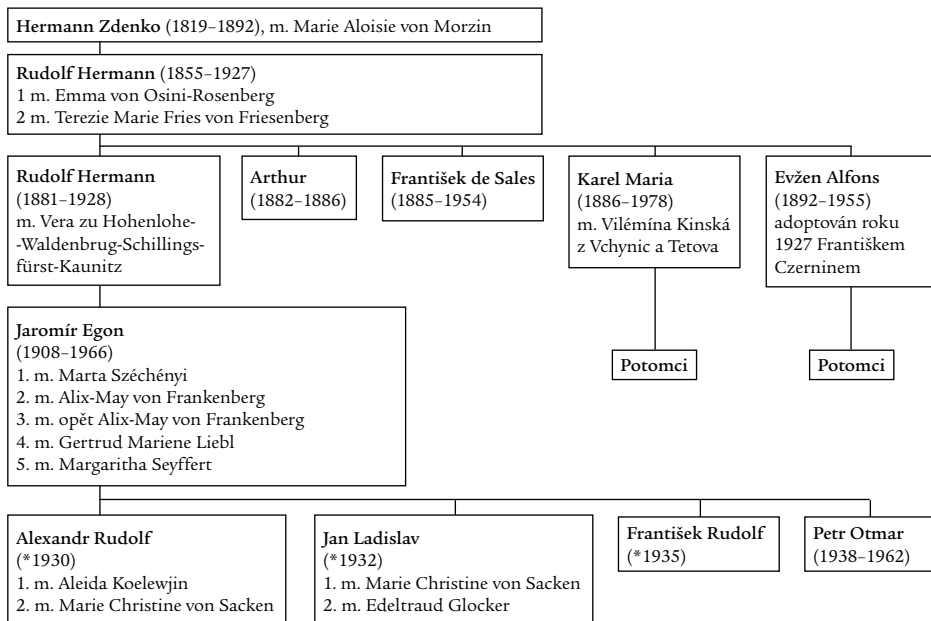 Hermann Zdenko (1819–1892), m. Marie Aloisie von Morzin
Rudolf Hermann (1855–1927)
1 m. Emma von Osini-Rosenberg
2 m. Terezie Marie Fries von Friesenberg
Rudolf Hermann
(1881–1928)
m. Vera zu Hohenlohe-
-Waldenbrug-Schillings-
fürst-Kaunitz
Arthur
(1882–1886)
František de Sales
(1885–1954)
Karel Maria
(1886–1978)
m. Vilémína Kinská
z Vchynic a Tetova
Evžen Alfons
(1892–1955)
adoptován roku
1927 Františkem
Czerninem
Jaromír Egon
(1908–1966)
1. m. Marta Széchényi
2. m. Alix-May von Frankenberg
3. m. opět Alix-May von Frankenberg
4. m. Gertrud Mariene Liebl
5. m. Margaritha Seyffert
Potomci
Potomci
Alexandr Rudolf
(*1930)
1. m. Aleida Koelewjin
2. m. Marie Christine von Sacken
Jan Ladislav
(*1932)
1. m. Marie Christine von Sacken
2. m. Edeltraud Glocker
František Rudolf
(*1935)
Petr Otmar
(1938–1962)